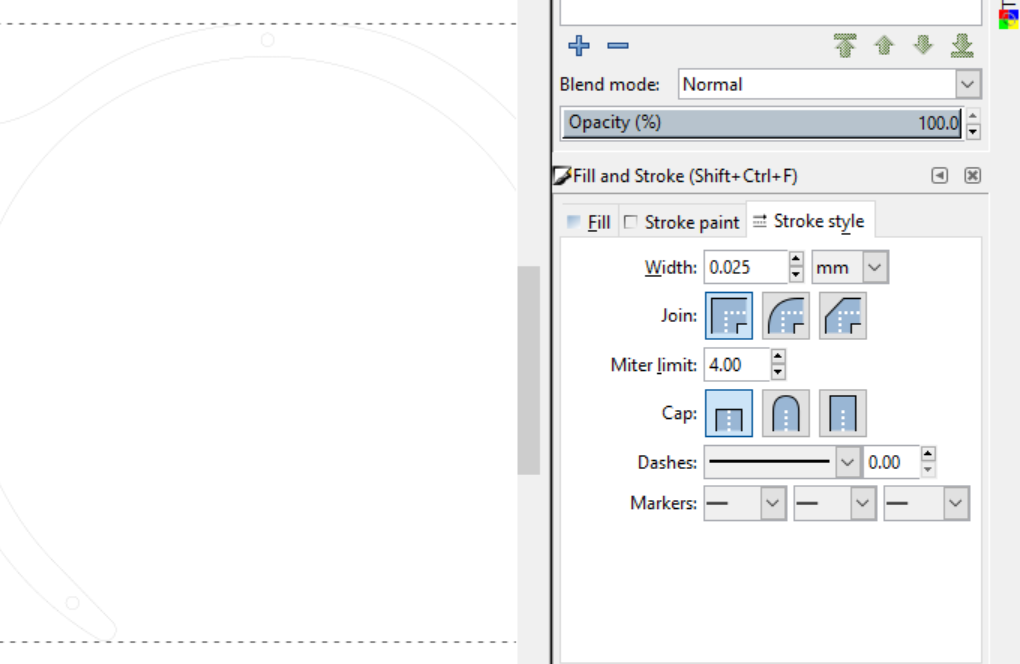 Blend mode: Normal
Opacity (%) 100.0
Fill and Stroke (Shift+Ctrl+F)
Fill Stroke paint Stroke style
Width: 0.025 mm
Join:
Miter limit: 4.00
Cap:
Dashes: 0.00
Markers: